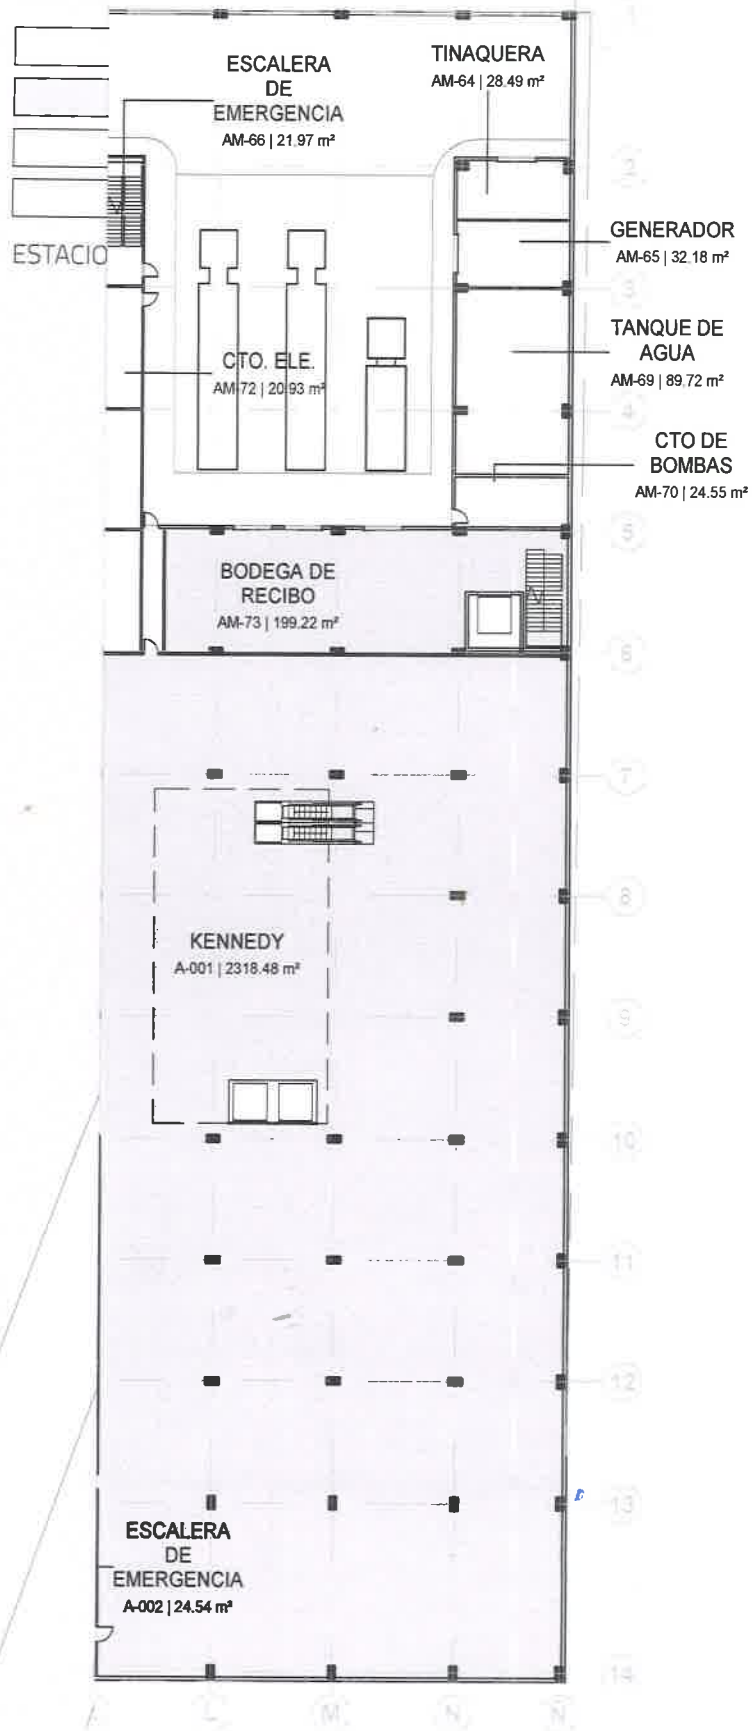 ESCALERA
DE
EMERGENCIA
AM-66 | 21.97 m²
TINAQUERA
AM-64 | 28.49 m²
GENERADOR
AM-65 | 32.18 m²
ESTACIO
TANQUE DE
AGUA
AM-69 | 89.72 m²
CTO. ELE.
AM-72 | 20.93 m²
CTO DE
BOMBAS
AM-70 | 24.55 m²
BODEGA DE
RECIBO
AM-73 | 199.22 m²
KENNEDY
A-001 | 2318.48 m²
ESCALERA
DE
EMERGENCIA
A-002 | 24.54 m²
1
2
3
4
5
6
7
8
9
10
11
12
13
14
L
M
N